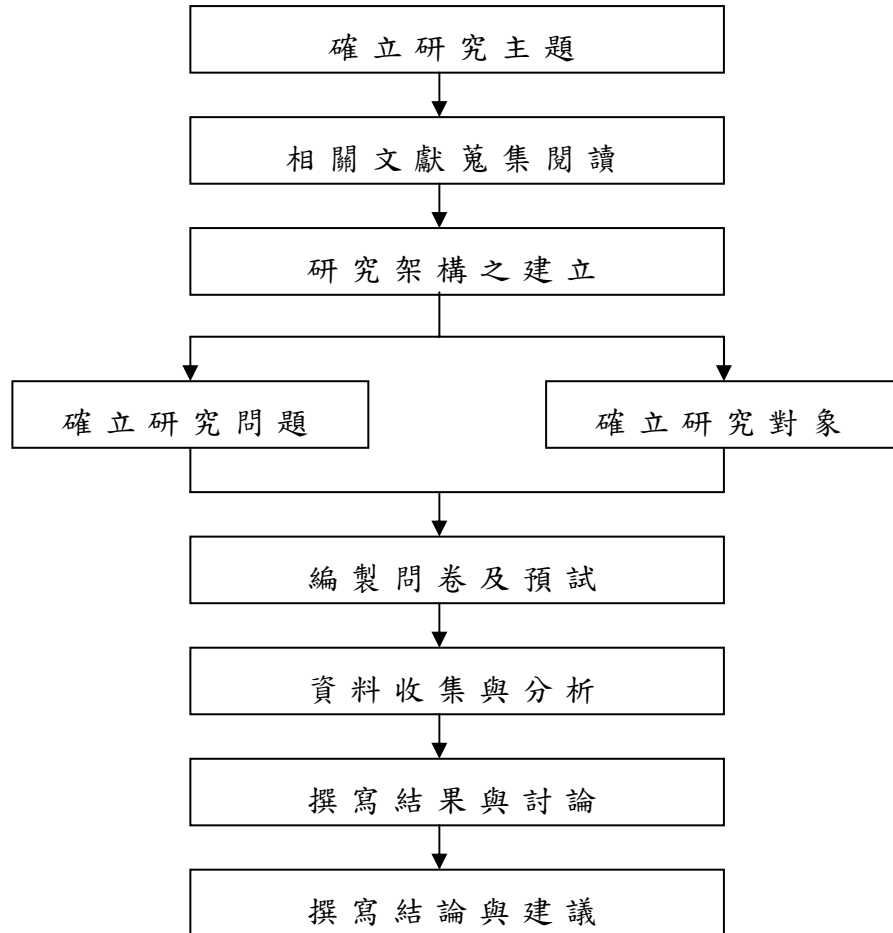 確立研究主題
相關文獻蒐集閱讀
研究架構之建立
確立研究問題
確立研究對象
編製問卷及預試
資料收集與分析
撰寫結果與討論
撰寫結論與建議